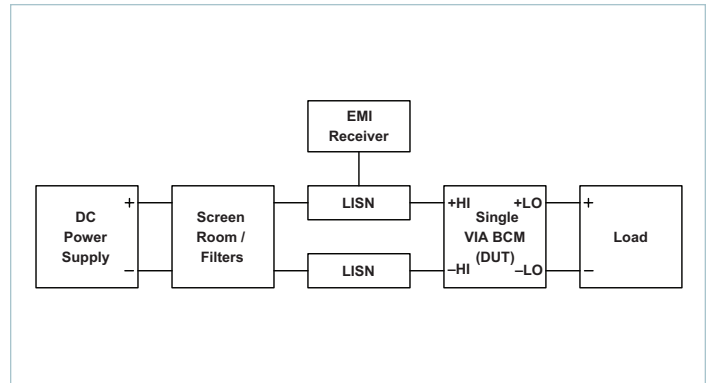 EMI
Receiver
DC
Power
Supply
+
–
Screen
Room /
Filters
LISN
LISN
+HI
–HI
Single
VIA BCM
(DUT)
+LO
–LO
+
–
Load